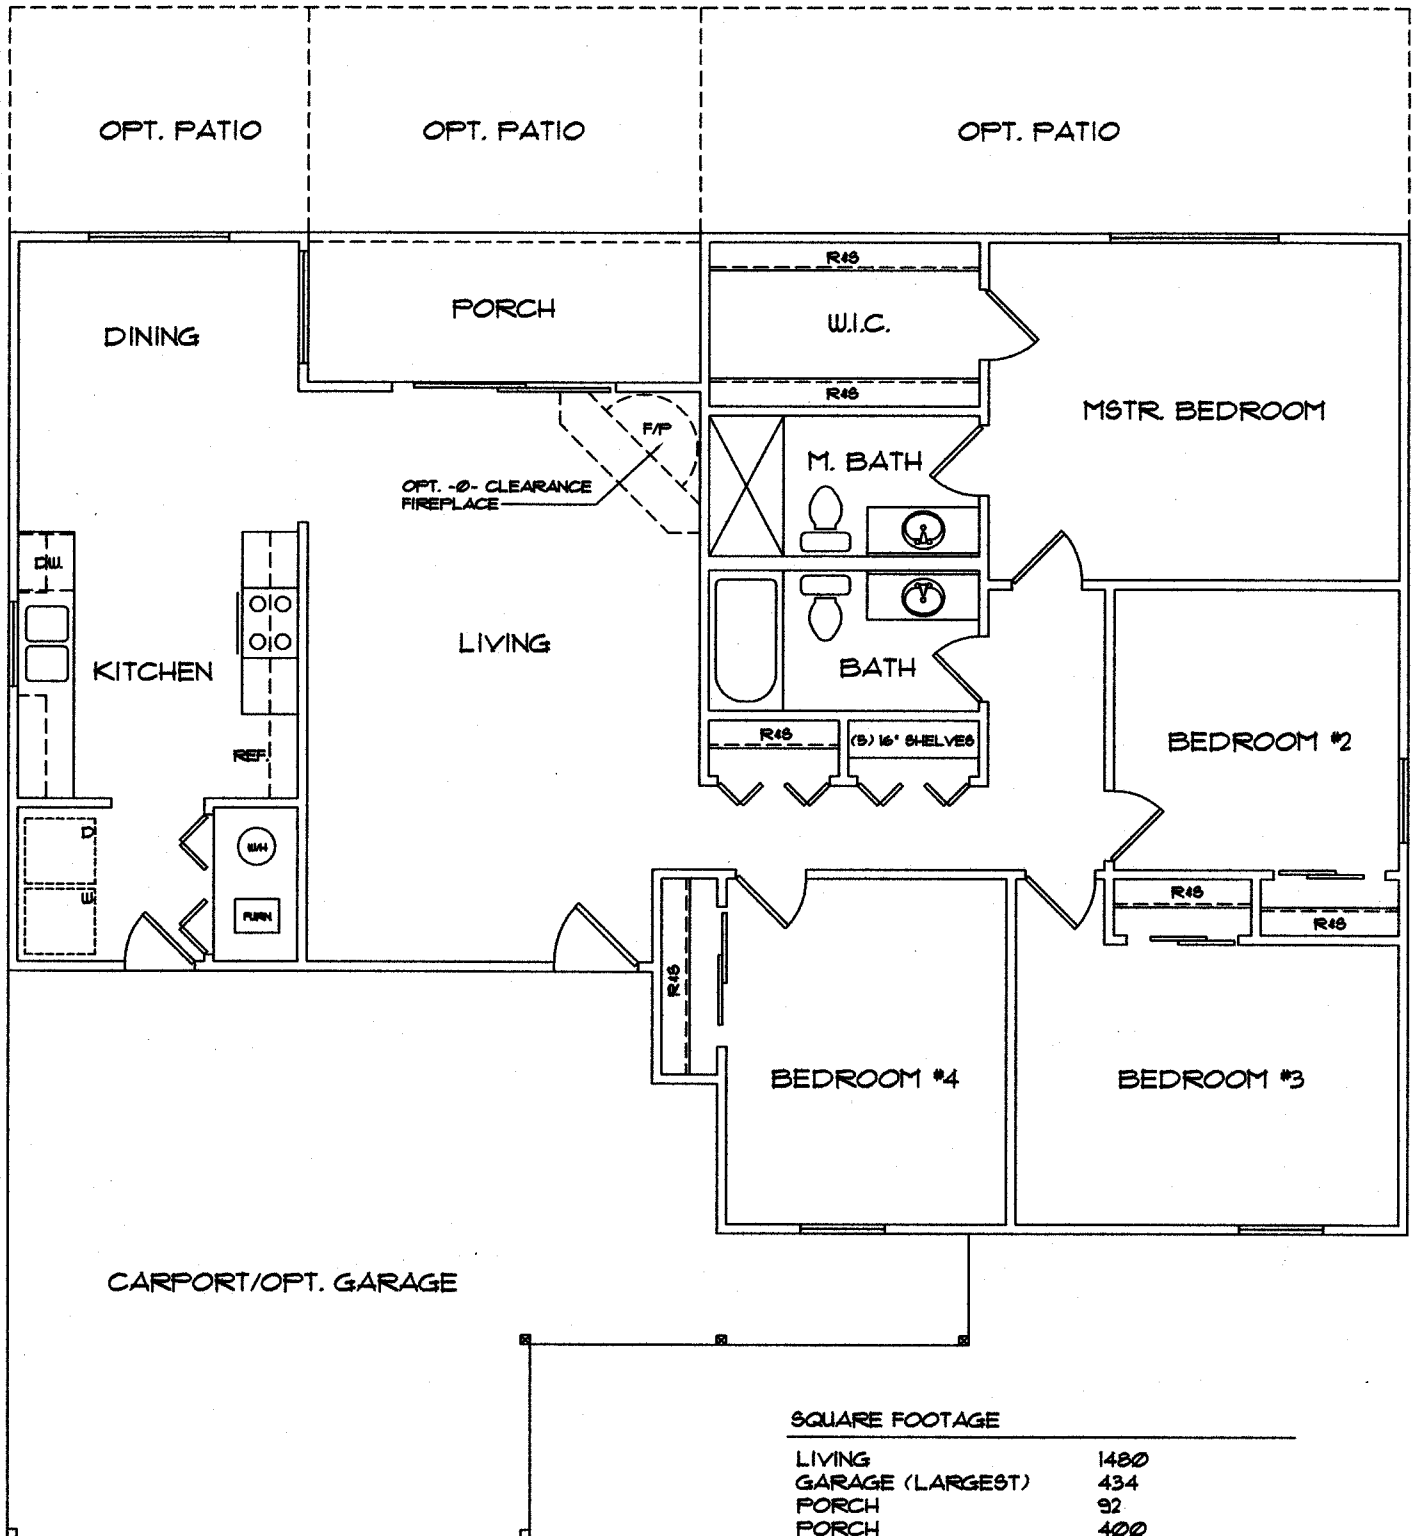 OPT. PATIO
OPT. PATIO
OPT. PATIO
DINING
PORCH
R&S
W.I.C.
R&S
MSTR. BEDROOM
F/P
OPT. -Ø- CLEARANCE
FIREPLACE
M. BATH
D.W.
KITCHEN
LIVING
BATH
REF.
R&S
(5) 16" SHELVES
BEDROOM #2
D
W/H
W
FURN
R&S
R&S
R&S
BEDROOM #4
BEDROOM #3
CARPORT/OPT. GARAGE
SQUARE FOOTAGE
LIVING 1480
GARAGE (LARGEST) 434
PORCH 92
PORCH 400